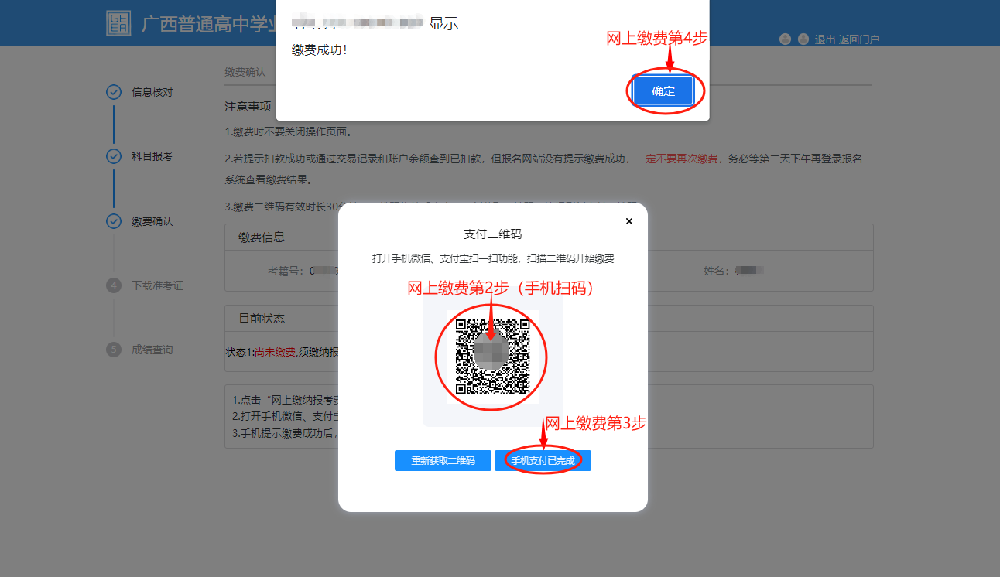 广西普通高中学业
显示
缴费成功！
网上缴费第4步
确定
退出 返回门户
信息核对
科目报考
缴费确认
4 下载准考证
5 成绩查询
缴费确认
注意事项
1.缴费时不要关闭操作页面。
2.若提示扣款成功或通过交易记录和账户余额查到已扣款，但报名网站没有提示缴费成功，一定不要再次缴费，务必等第二天下午再登录报名
系统查看缴费结果。
3.缴费二维码有效时长30分
缴费信息
考籍号：0
姓名：
目前状态
状态1:尚未缴费,须缴纳报
1.点击“网上缴纳报考费
2.打开手机微信、支付宝
3.手机提示缴费成功后，
×
支付二维码
打开手机微信、支付宝扫一扫功能，扫描二维码开始缴费
网上缴费第2步（手机扫码）
网上缴费第3步
重新获取二维码 手机支付已完成